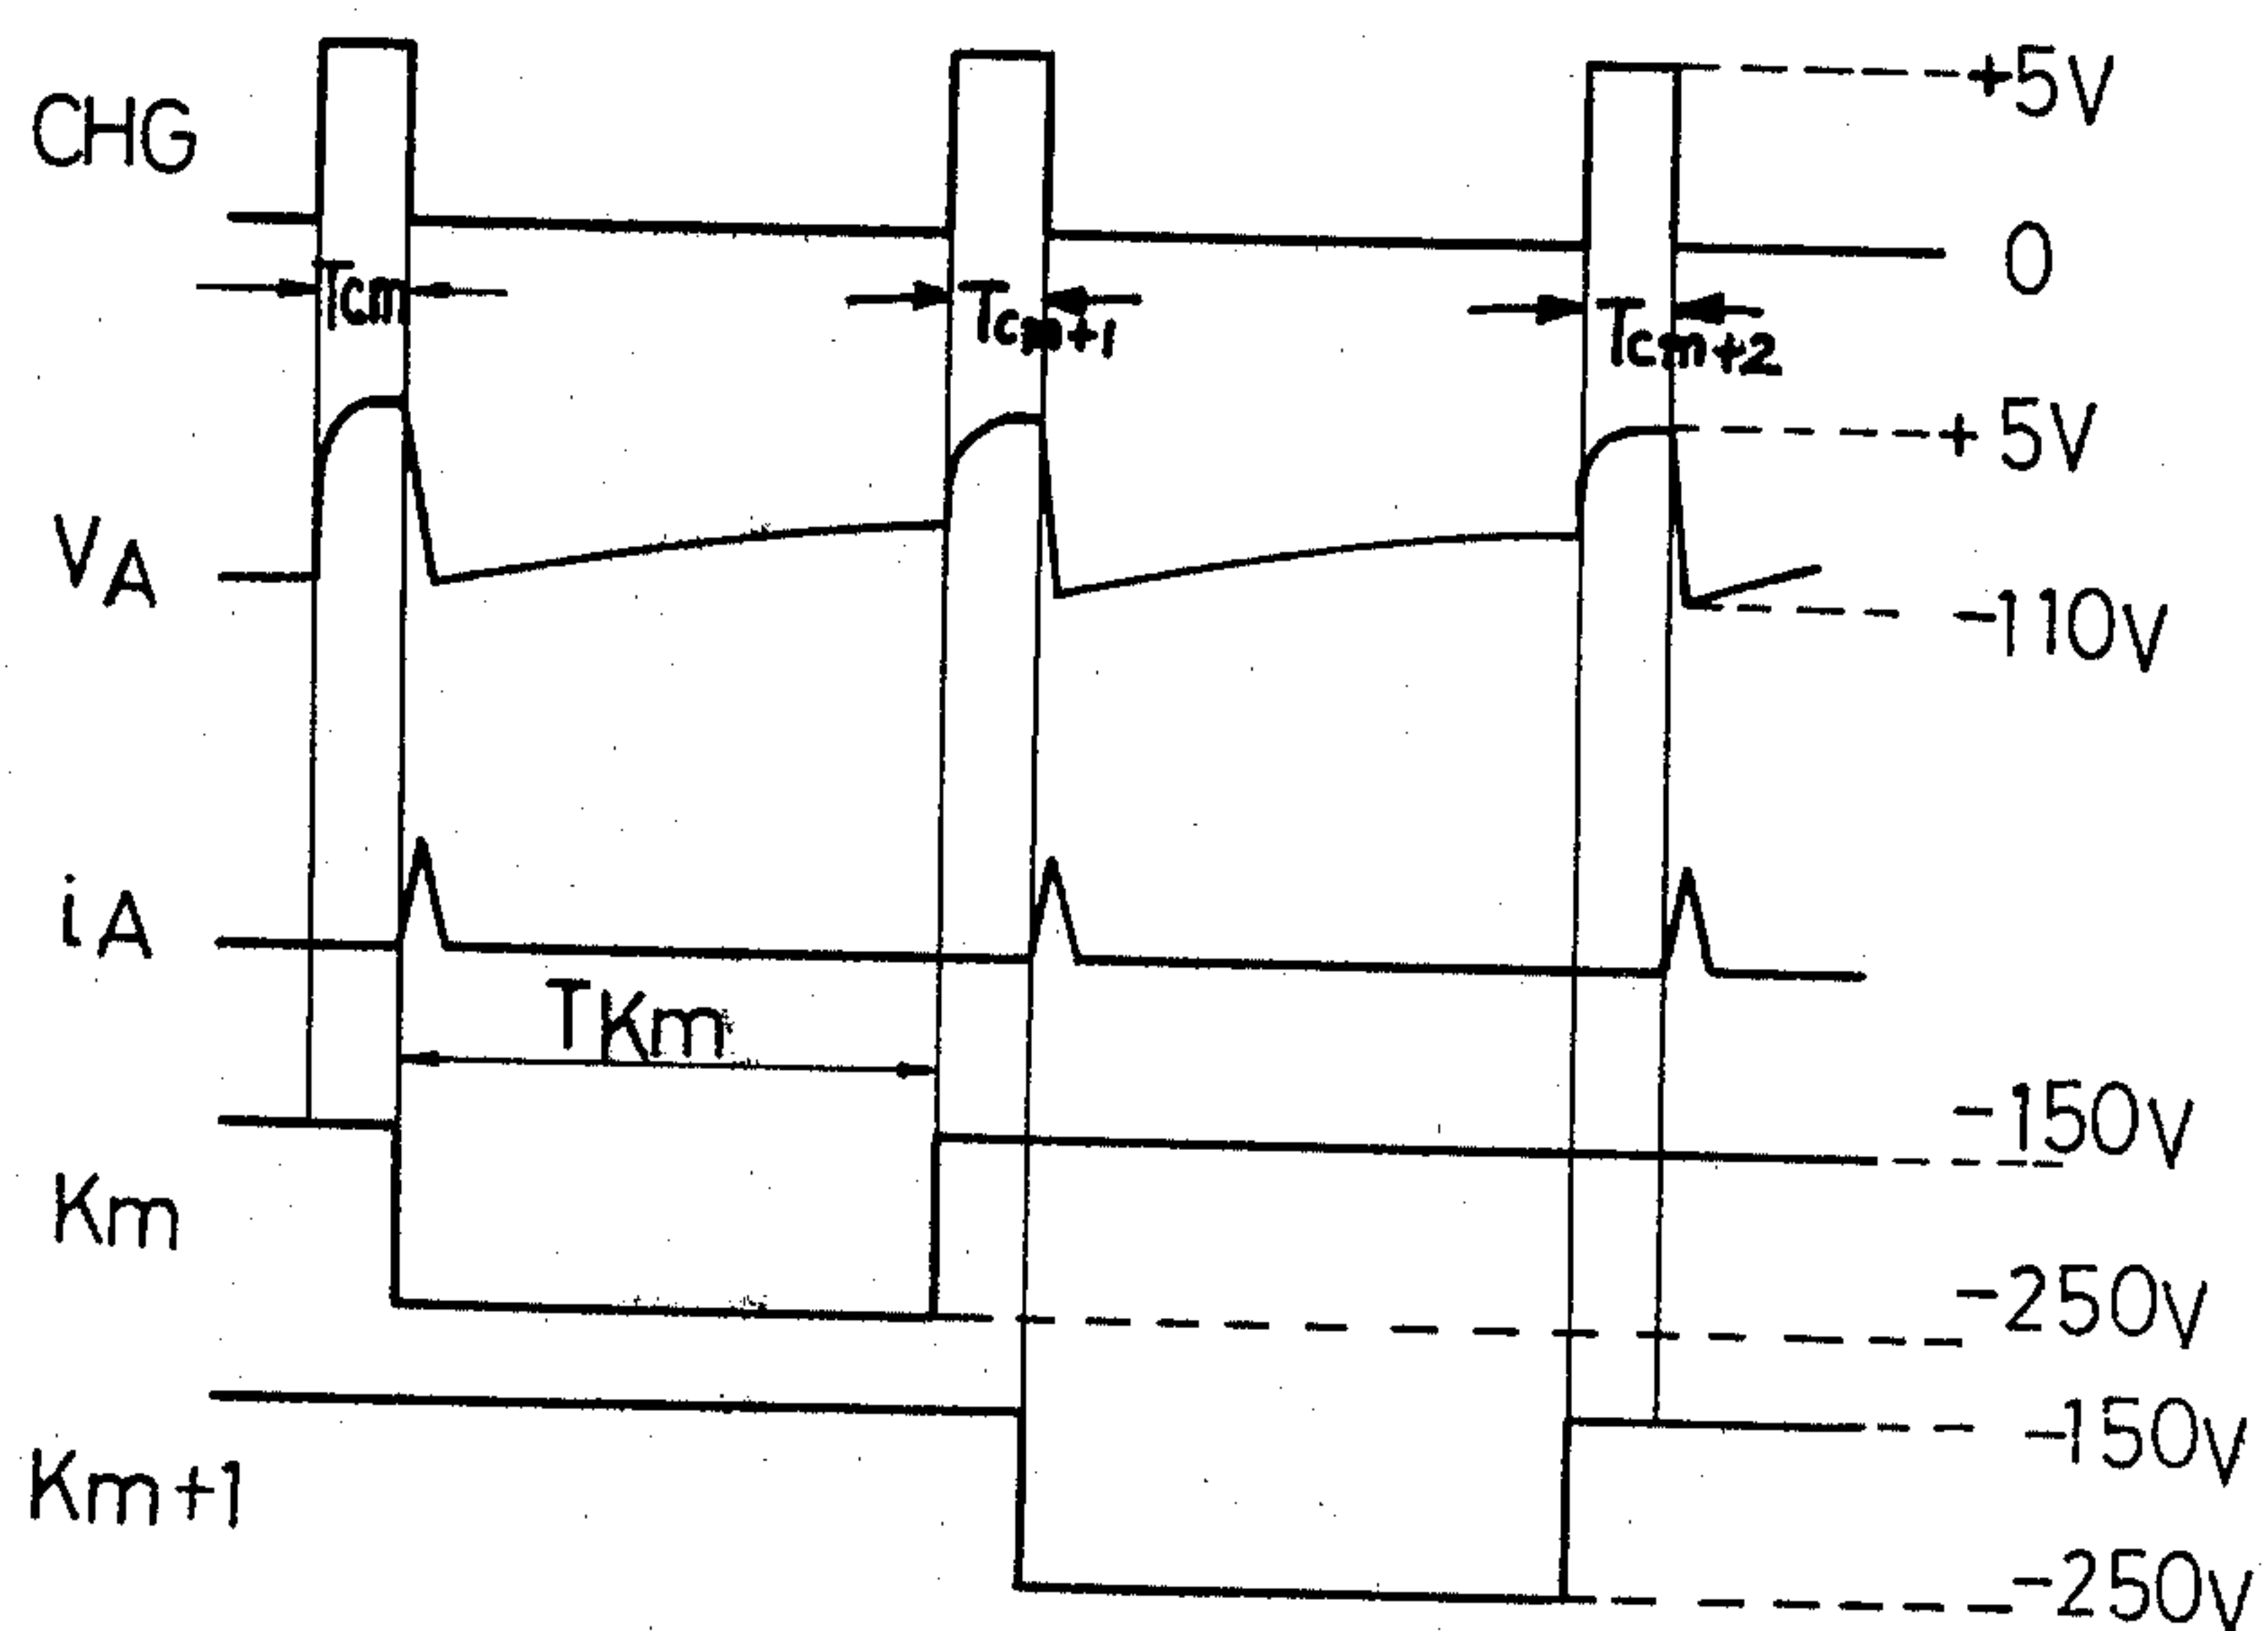 CHG
+5V
0
Tcm
Tcm+1
Tcm+2
+5V
VA
-110V
iA
TKm
-150V
Km
-250V
-150V
Km+1
-250V